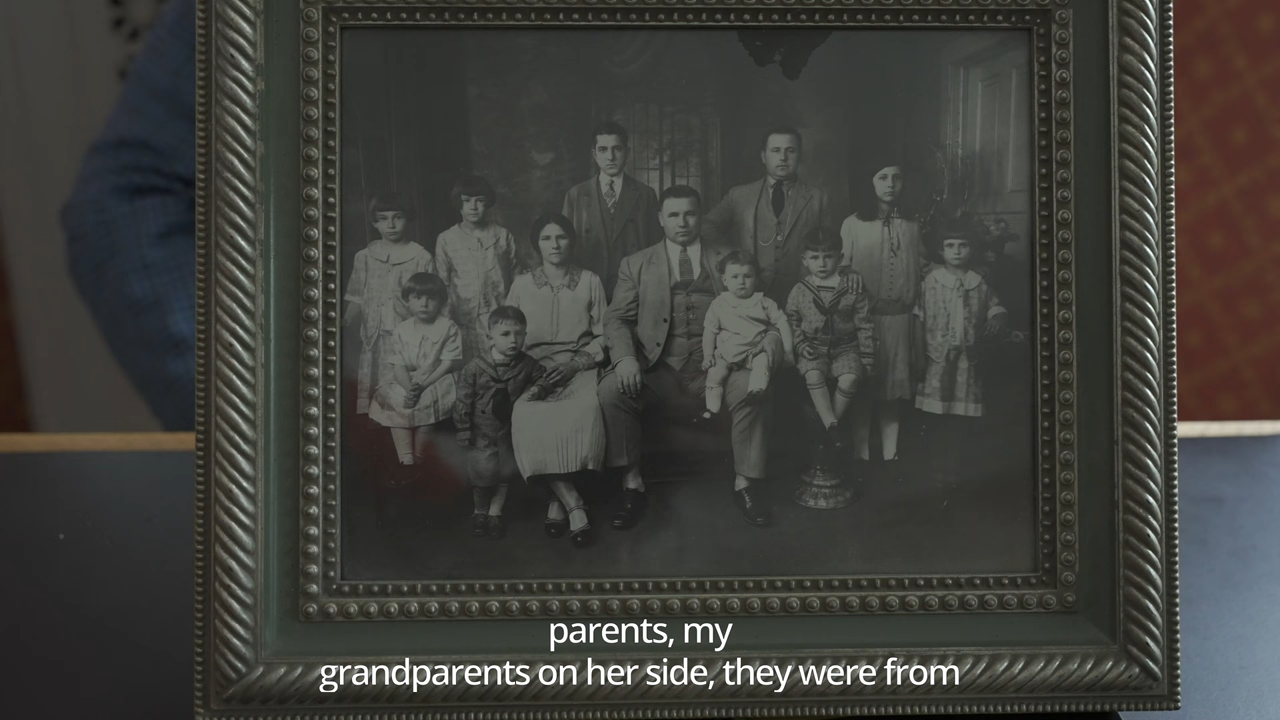 parents, my
grandparents on her side, they were from